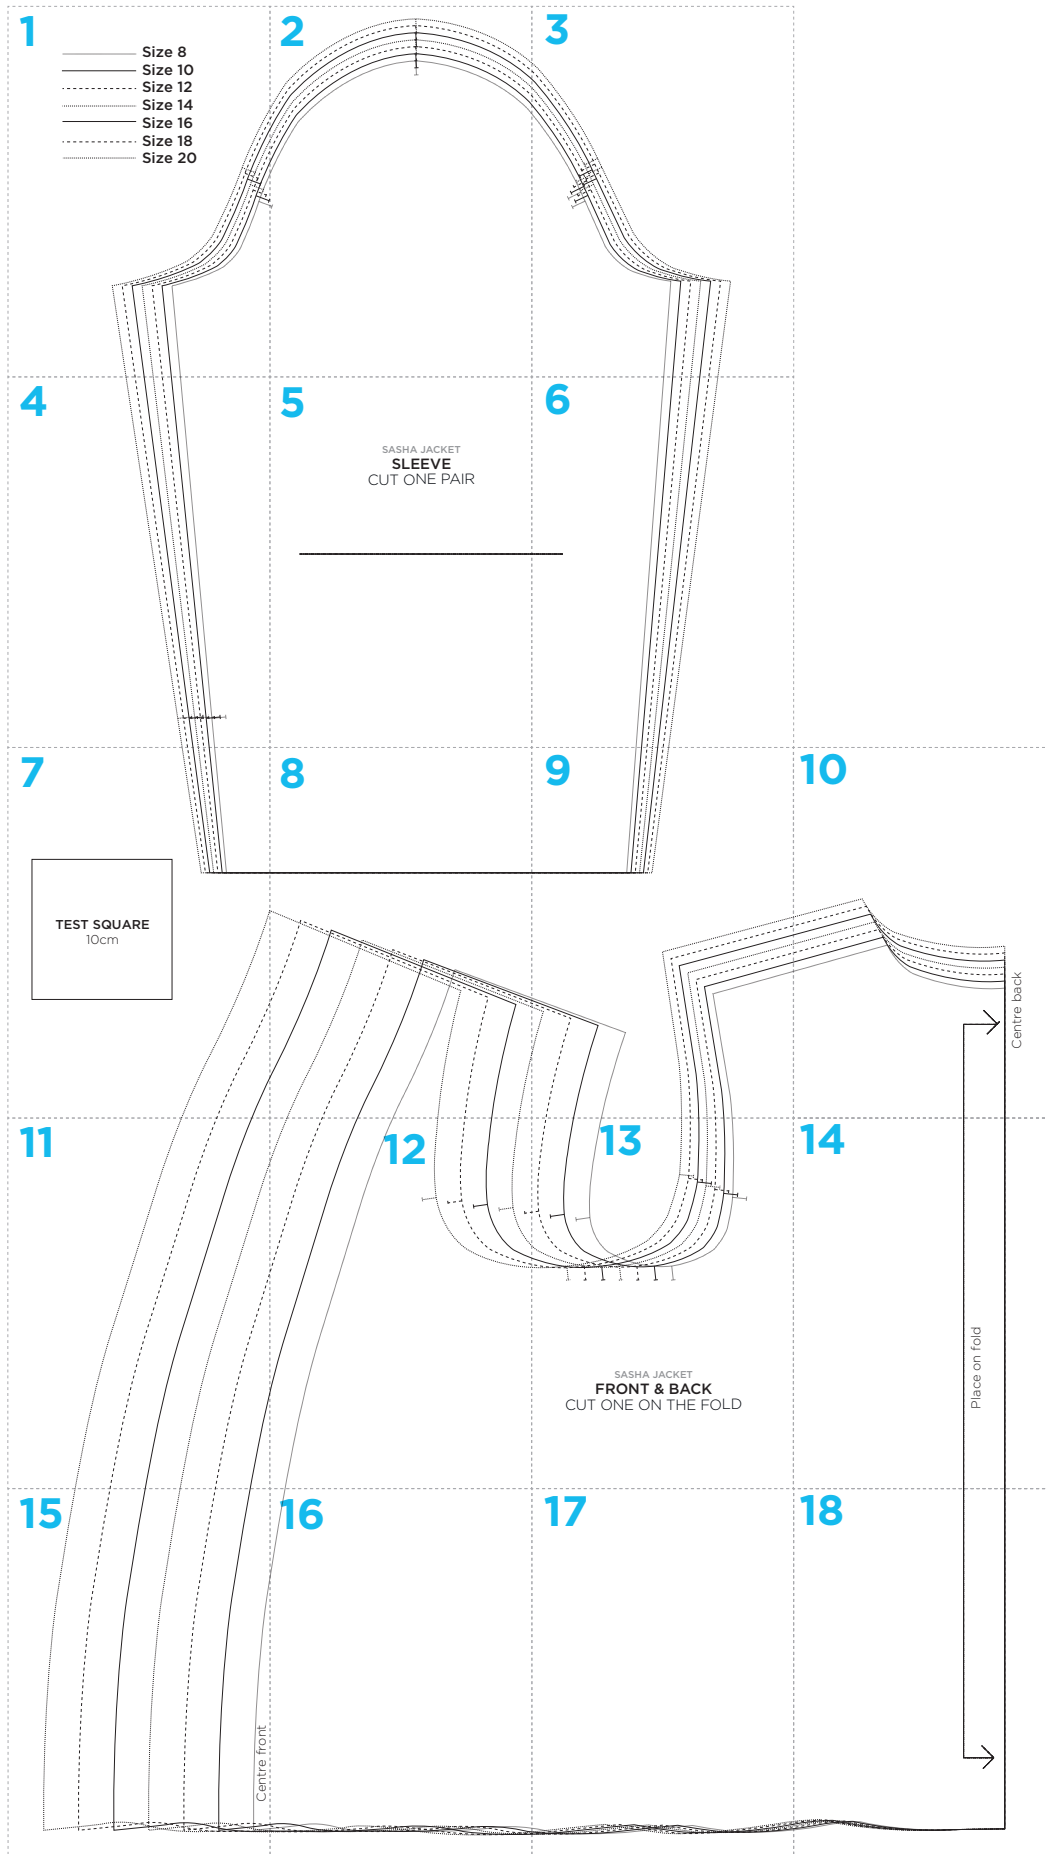 1
2
3
Size 8
Size 10
Size 12
Size 14
Size 16
Size 18
Size 20
4
5
6
SASHA JACKET
SLEEVE
CUT ONE PAIR
7
8
9
10
TEST SQUARE
10cm
Centre back
11
12
13
14
Place on fold
SASHA JACKET
FRONT & BACK
CUT ONE ON THE FOLD
15
16
17
18
Centre front